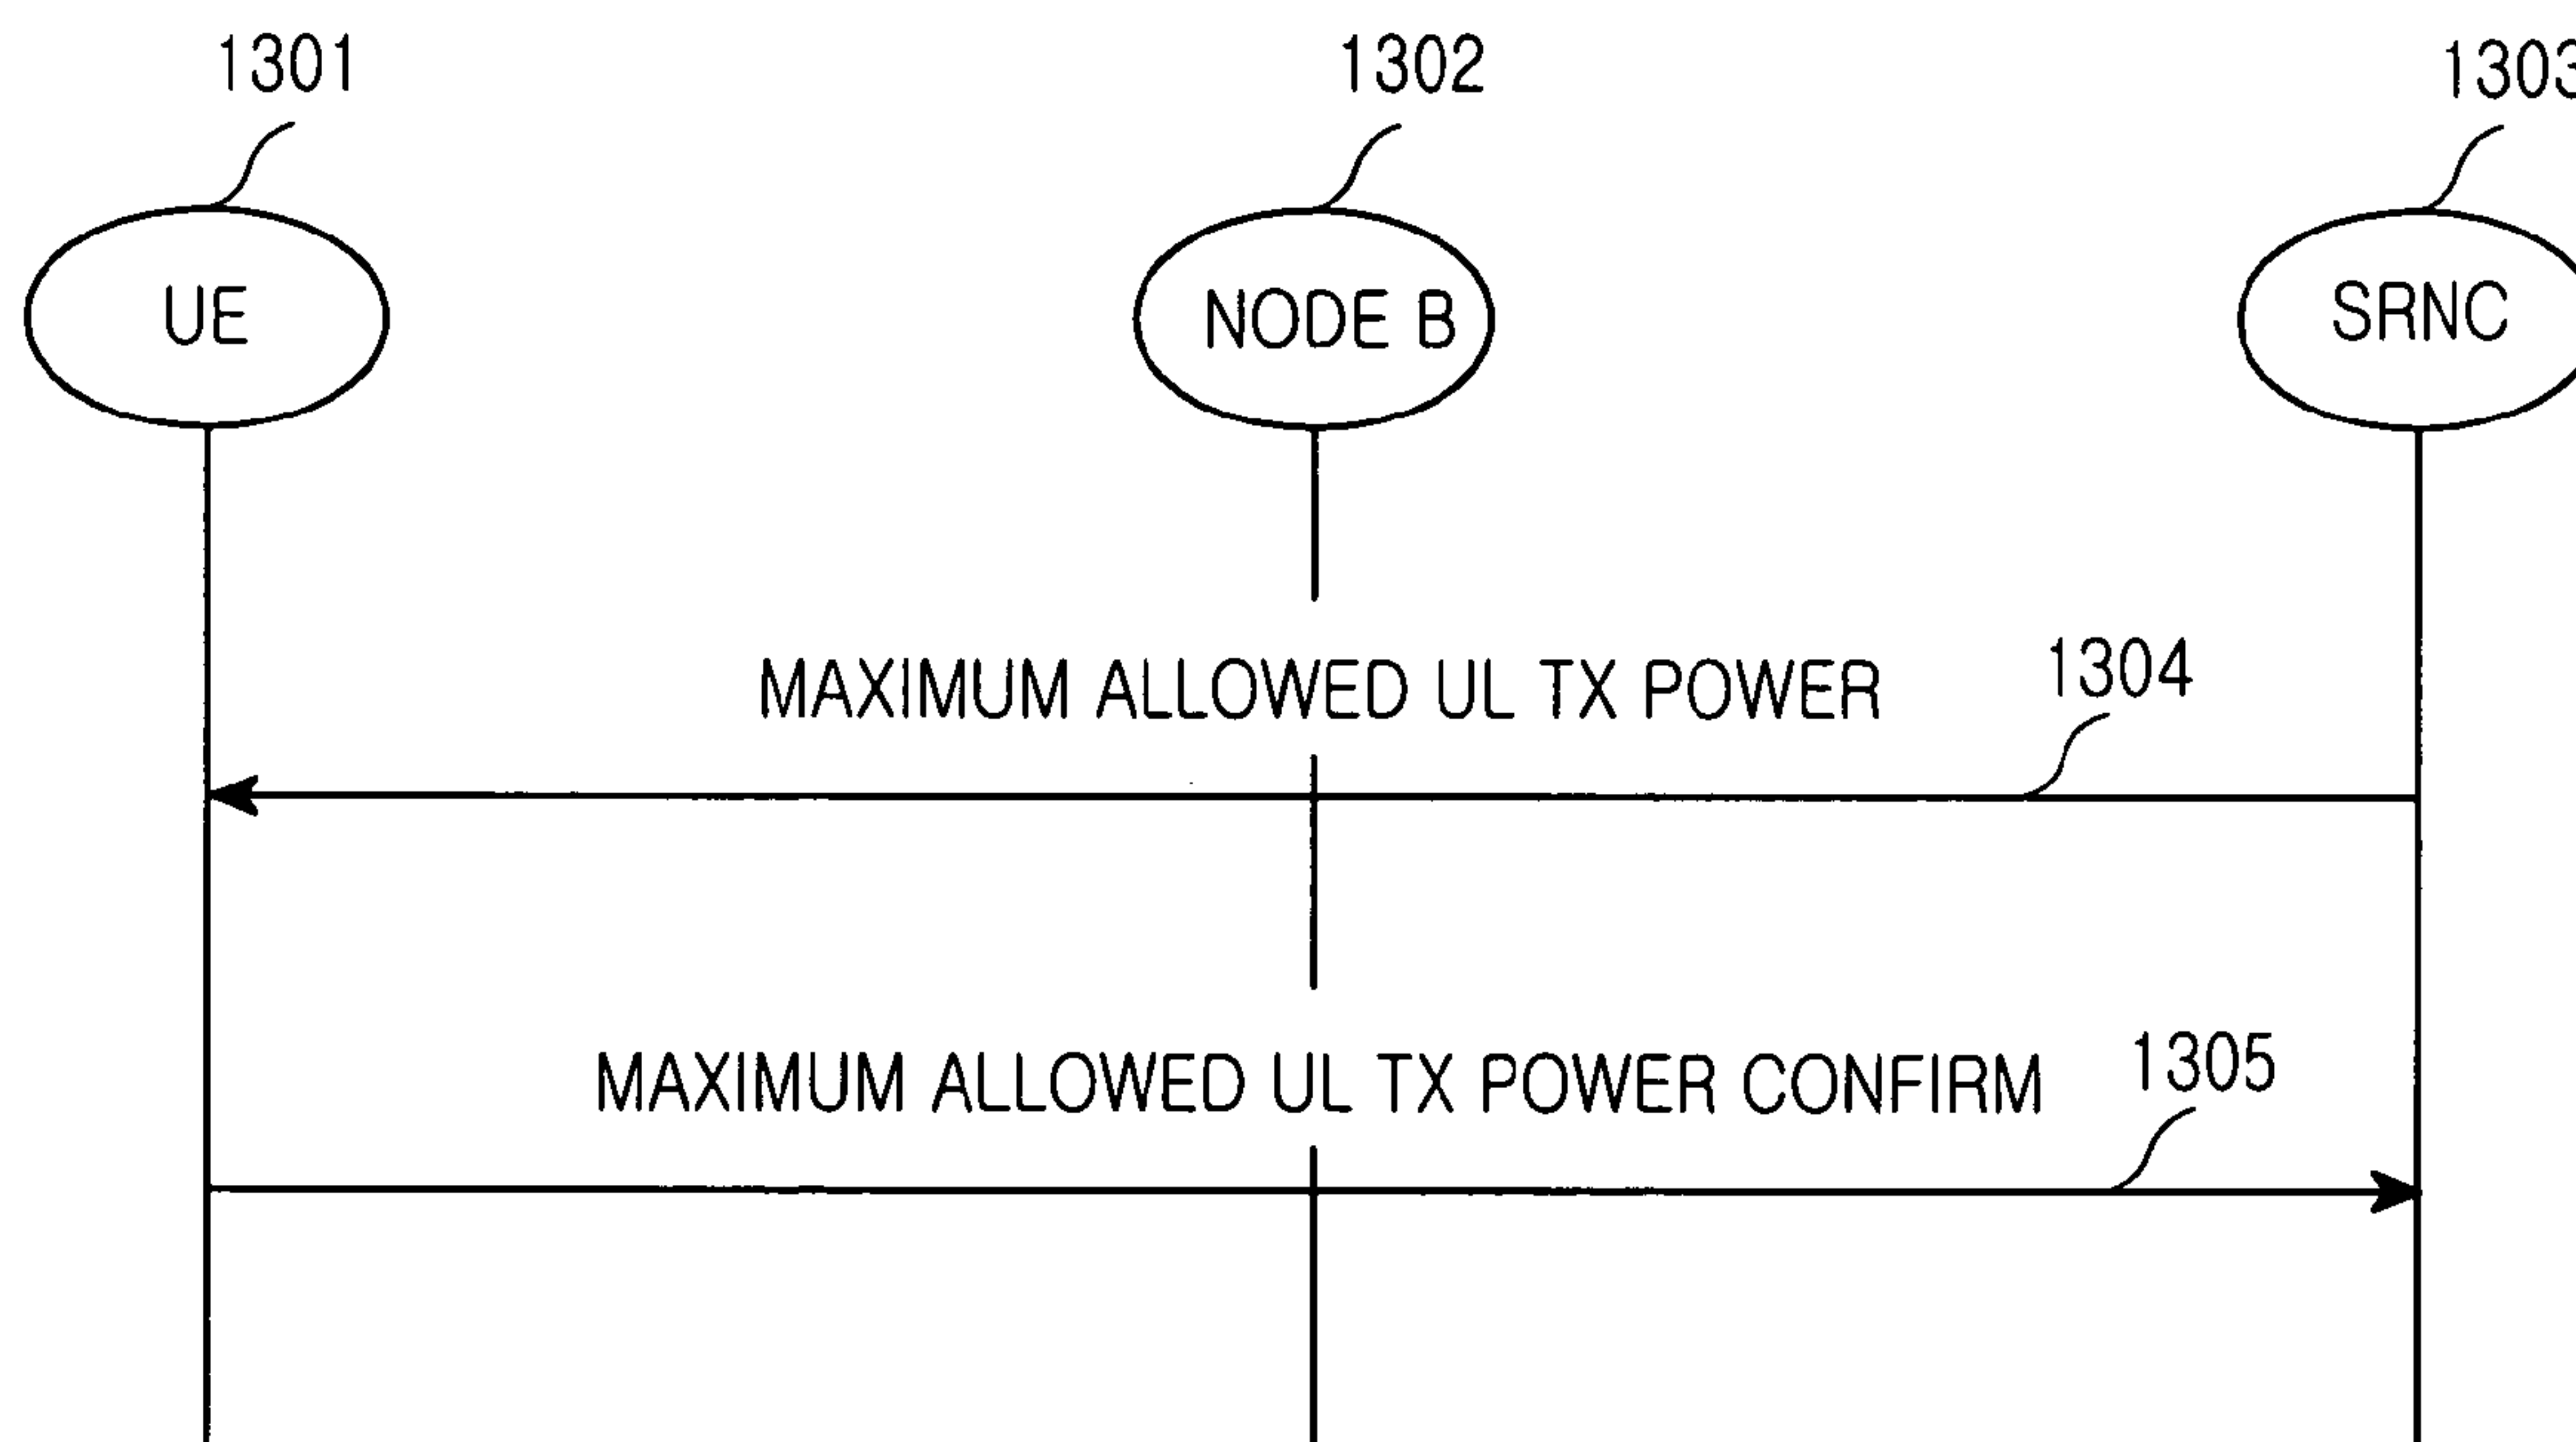 1301
1302
1303
UE
NODE B
SRNC
MAXIMUM ALLOWED UL TX POWER
1304
MAXIMUM ALLOWED UL TX POWER CONFIRM
1305